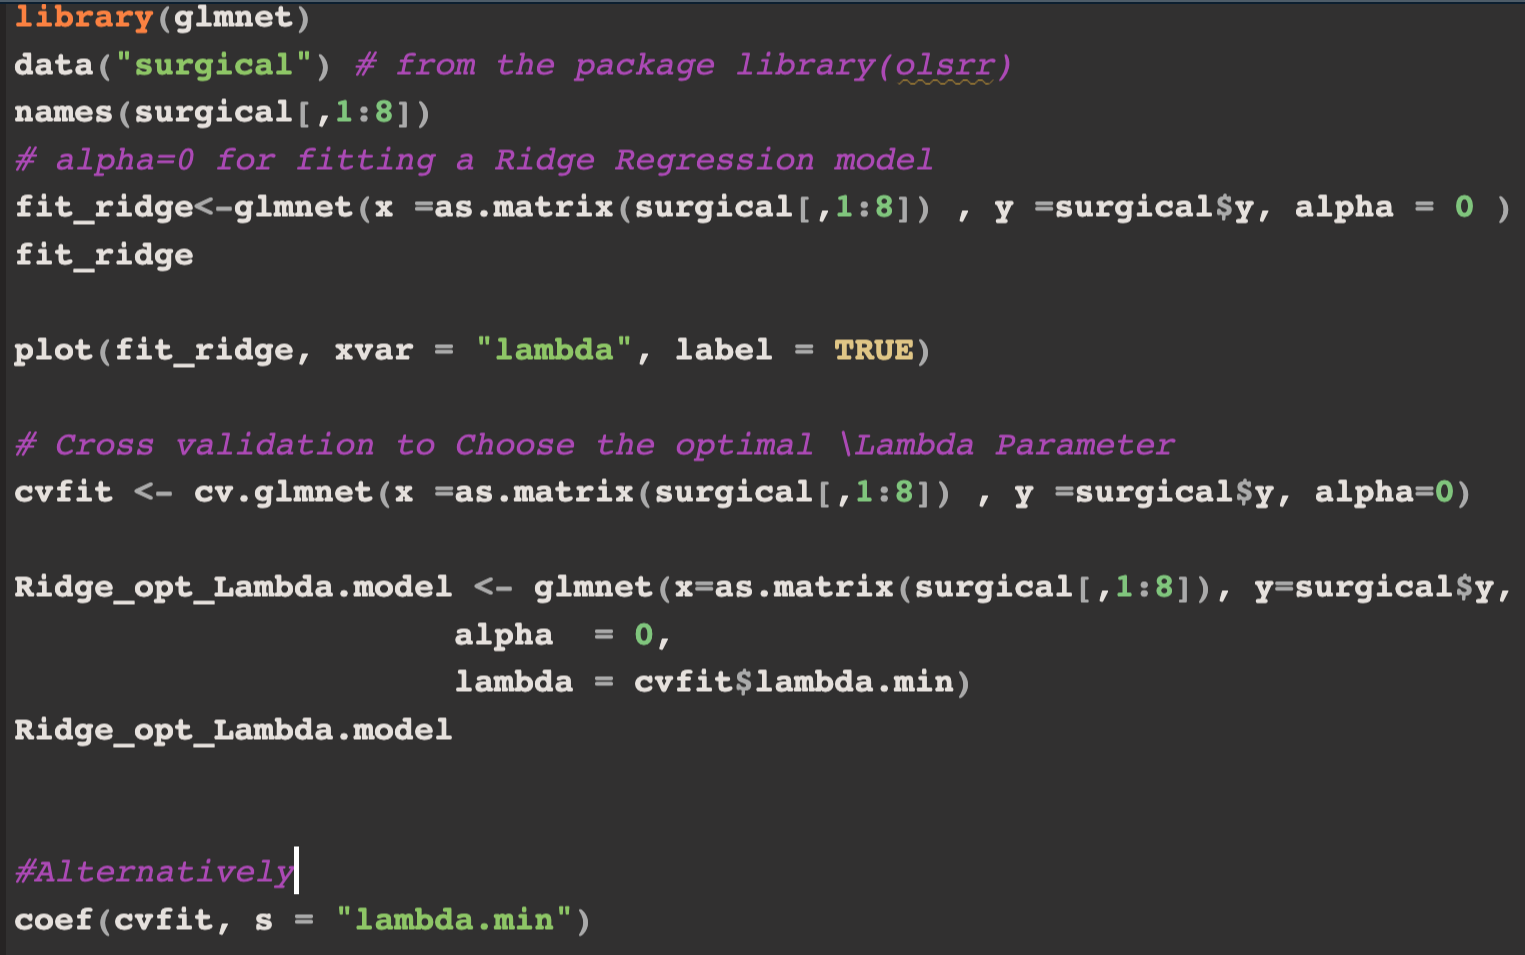 library(glmnet)
data("surgical") # from the package library(olsrr)
names(surgical[,1:8])
# alpha=0 for fitting a Ridge Regression model
fit_ridge<-glmnet(x =as.matrix(surgical[,1:8]) , y =surgical$y, alpha = 0 )
fit_ridge
plot(fit_ridge, xvar = "lambda", label = TRUE)
# Cross validation to Choose the optimal \Lambda Parameter
cvfit <- cv.glmnet(x =as.matrix(surgical[,1:8]) , y =surgical$y, alpha=0)
Ridge_opt_Lambda.model <- glmnet(x=as.matrix(surgical[,1:8]), y=surgical$y,
alpha  = 0,
lambda = cvfit$lambda.min)
Ridge_opt_Lambda.model
#Alternatively
coef(cvfit, s = "lambda.min")